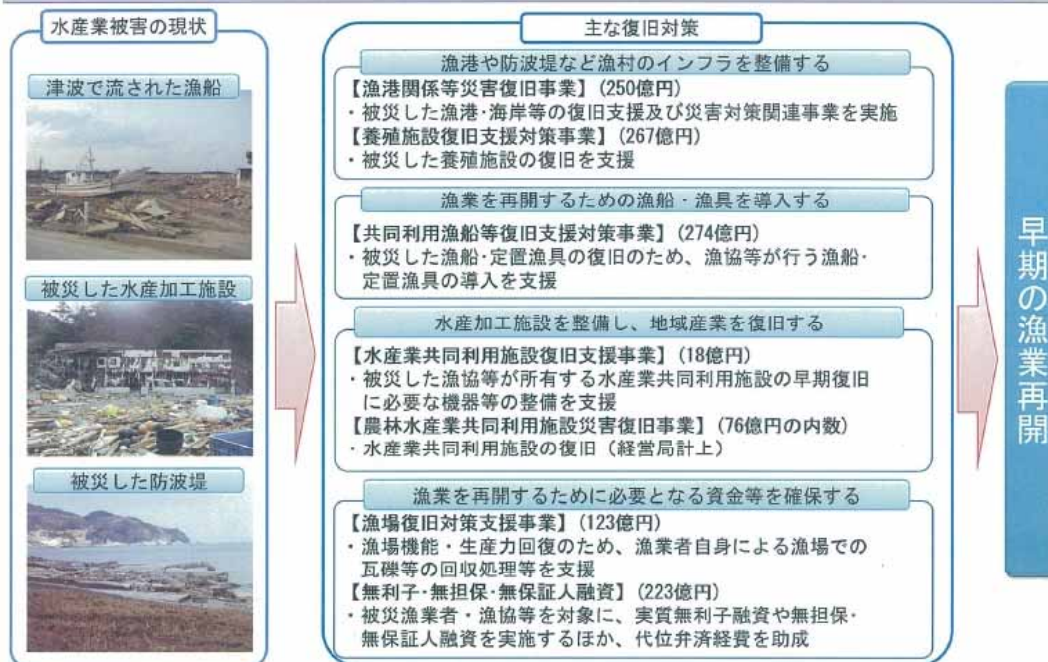 水産業被害の現状
津波で流された漁船
被災した水産加工施設
被災した防波堤
主な復旧対策
漁港や防波堤など漁村のインフラを整備する
【漁港関係等災害復旧事業】(250億円)
・被災した漁港・海岸等の復旧支援及び災害対策関連事業を実施
【養殖施設復旧支援対策事業】(267億円)
・被災した養殖施設の復旧を支援
漁業を再開するための漁船・漁具を導入する
【共同利用漁船等復旧支援対策事業】(274億円)
・被災した漁船・定置漁具の復旧のため、漁協等が行う漁船・
定置漁具の導入を支援
水産加工施設を整備し、地域産業を復旧する
【水産業共同利用施設復旧支援事業】(18億円)
・被災した漁協等が所有する水産業共同利用施設の早期復旧
に必要な機器等の整備を支援
【農林水産業共同利用施設災害復旧事業】(76億円の内数)
・水産業共同利用施設の復旧（経営局計上）
漁業を再開するために必要となる資金等を確保する
【漁場復旧対策支援事業】(123億円)
・漁場機能・生産力回復のため、漁業者自身による漁場での
瓦礫等の回収処理等を支援
【無利子・無担保・無保証人融資】(223億円)
・被災漁業者・漁協等を対象に、実質無利子融資や無担保・
無保証人融資を実施するほか、代位弁済経費を助成
早期の漁業再開